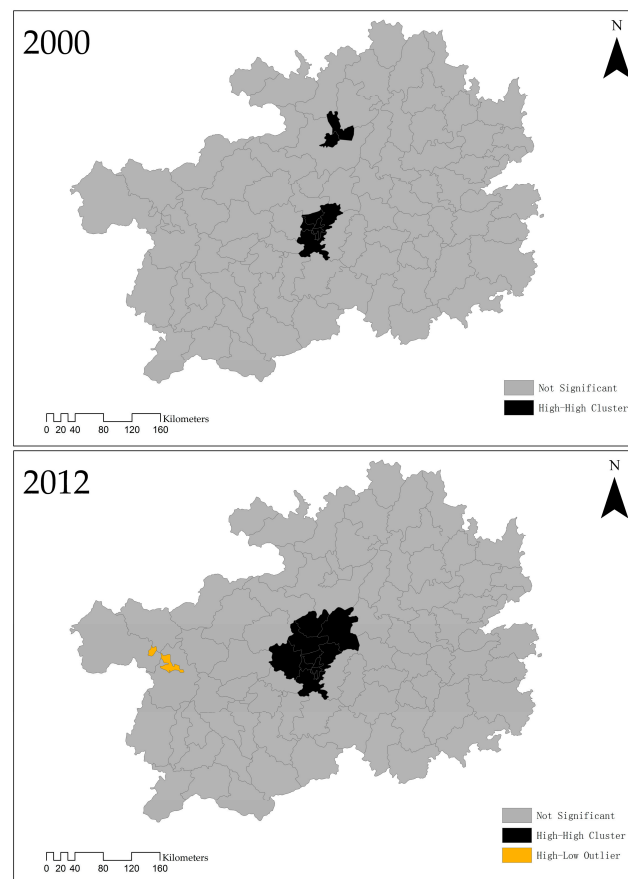 2000
N
Not Significant
High-High Cluster
Kilometers
0 20 40 80 120 160
2012
N
Not Significant
High-High Cluster
High-Low Outlier
Kilometers
0 20 40 80 120 160